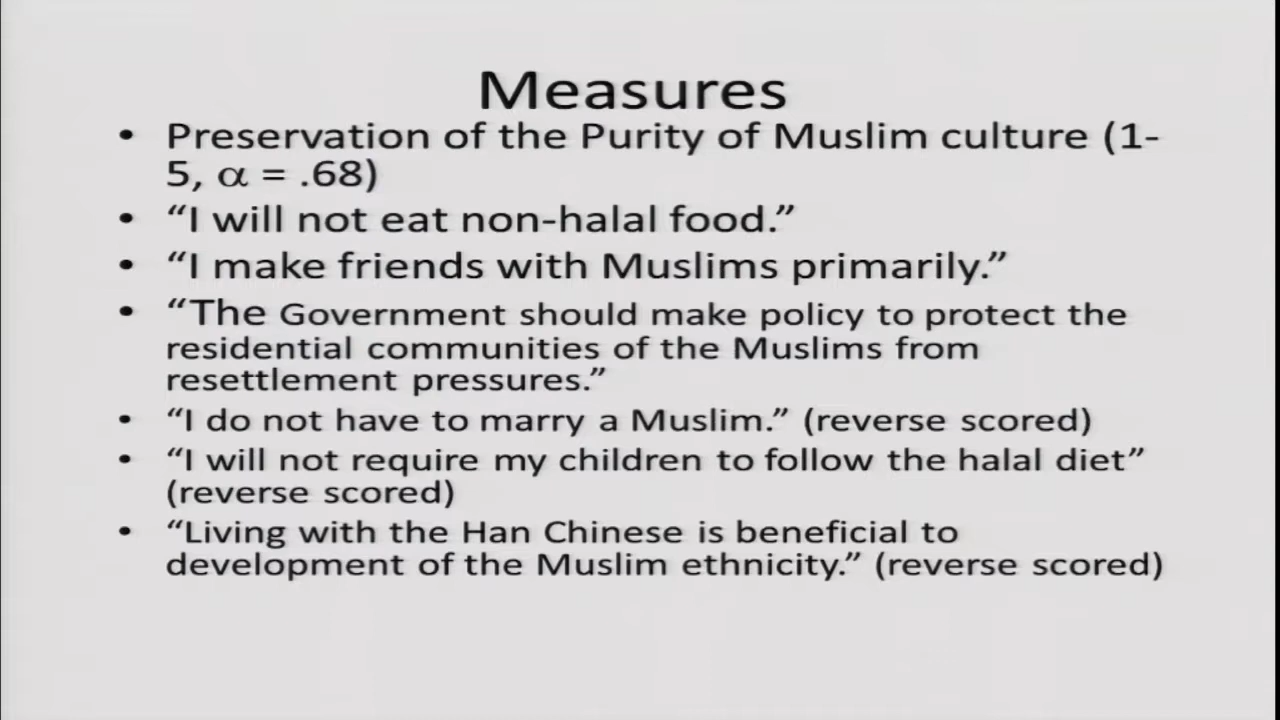 Measures
• Preservation of the Purity of Muslim culture (1-
5, α = .68)
• “I will not eat non-halal food.”
• “I make friends with Muslims primarily.”
• “The Government should make policy to protect the
residential communities of the Muslims from
resettlement pressures.”
• “I do not have to marry a Muslim.” (reverse scored)
• “I will not require my children to follow the halal diet”
(reverse scored)
• “Living with the Han Chinese is beneficial to
development of the Muslim ethnicity.” (reverse scored)